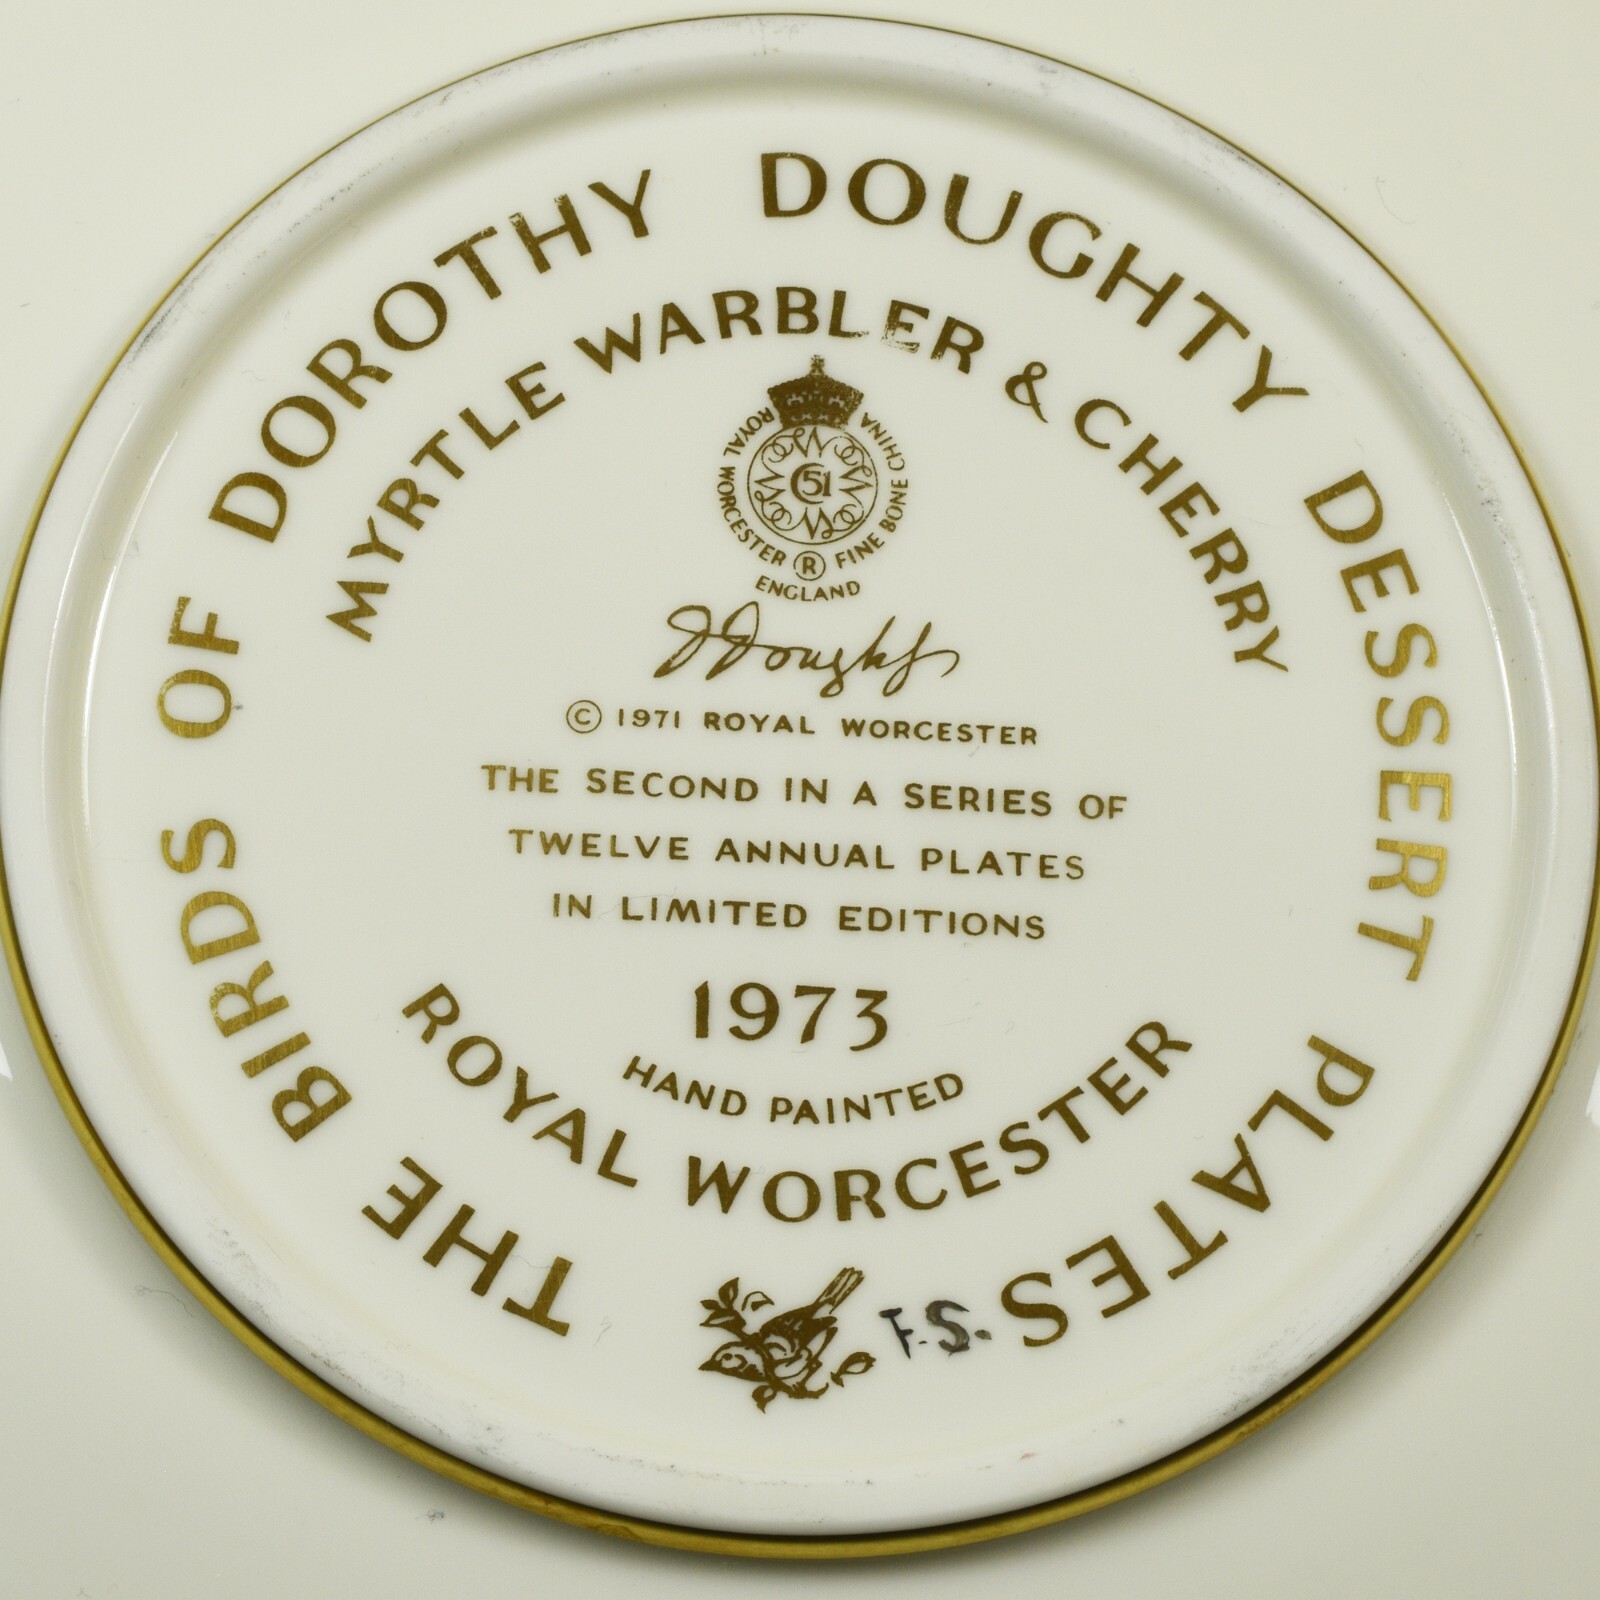 THE BIRDS OF DOROTHY DOUGHTY DESSERT PLATES
MYRTLE WARBLER & CHERRY
ROYAL WORCESTER ® FINE BONE CHINA
C 51
ENGLAND
D Doughty
© 1971 ROYAL WORCESTER
THE SECOND IN A SERIES OF
TWELVE ANNUAL PLATES
IN LIMITED EDITIONS
1973
HAND PAINTED
ROYAL WORCESTER
F.S.